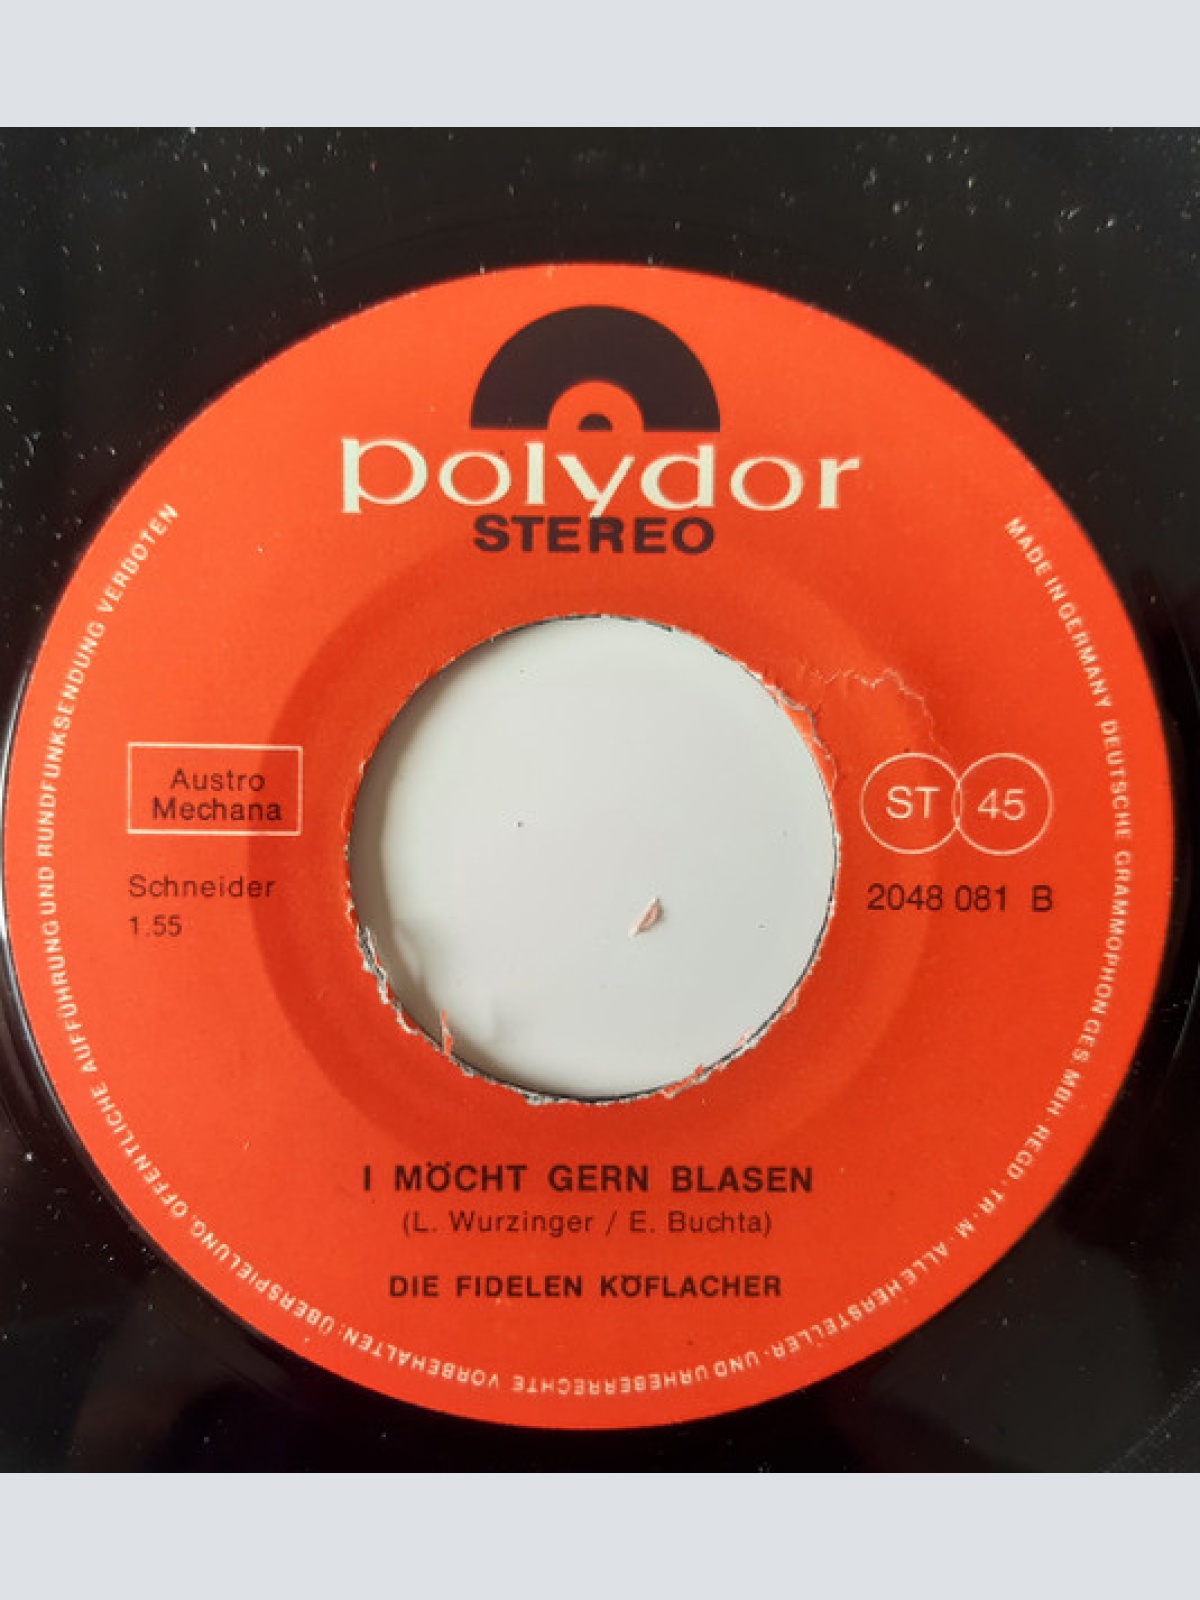 polydor
STEREO
Austro
Mechana
Schneider
1.55
ST 45
2048 081 B
I MÖCHT GERN BLASEN
(L. Wurzinger / E. Buchta)
DIE FIDELEN KÖFLACHER
MADE IN GERMANY DEUTSCHE GRAMMOPHON GES. MBH · REGD · TR · M · ALLE HERSTELLER- UND URHEBERRECHTE VORBEHALTEN: ÜBERSPIELUNG, ÖFFENTLICHE AUFFÜHRUNG UND RUNDFUNKSENDUNG VERBOTEN